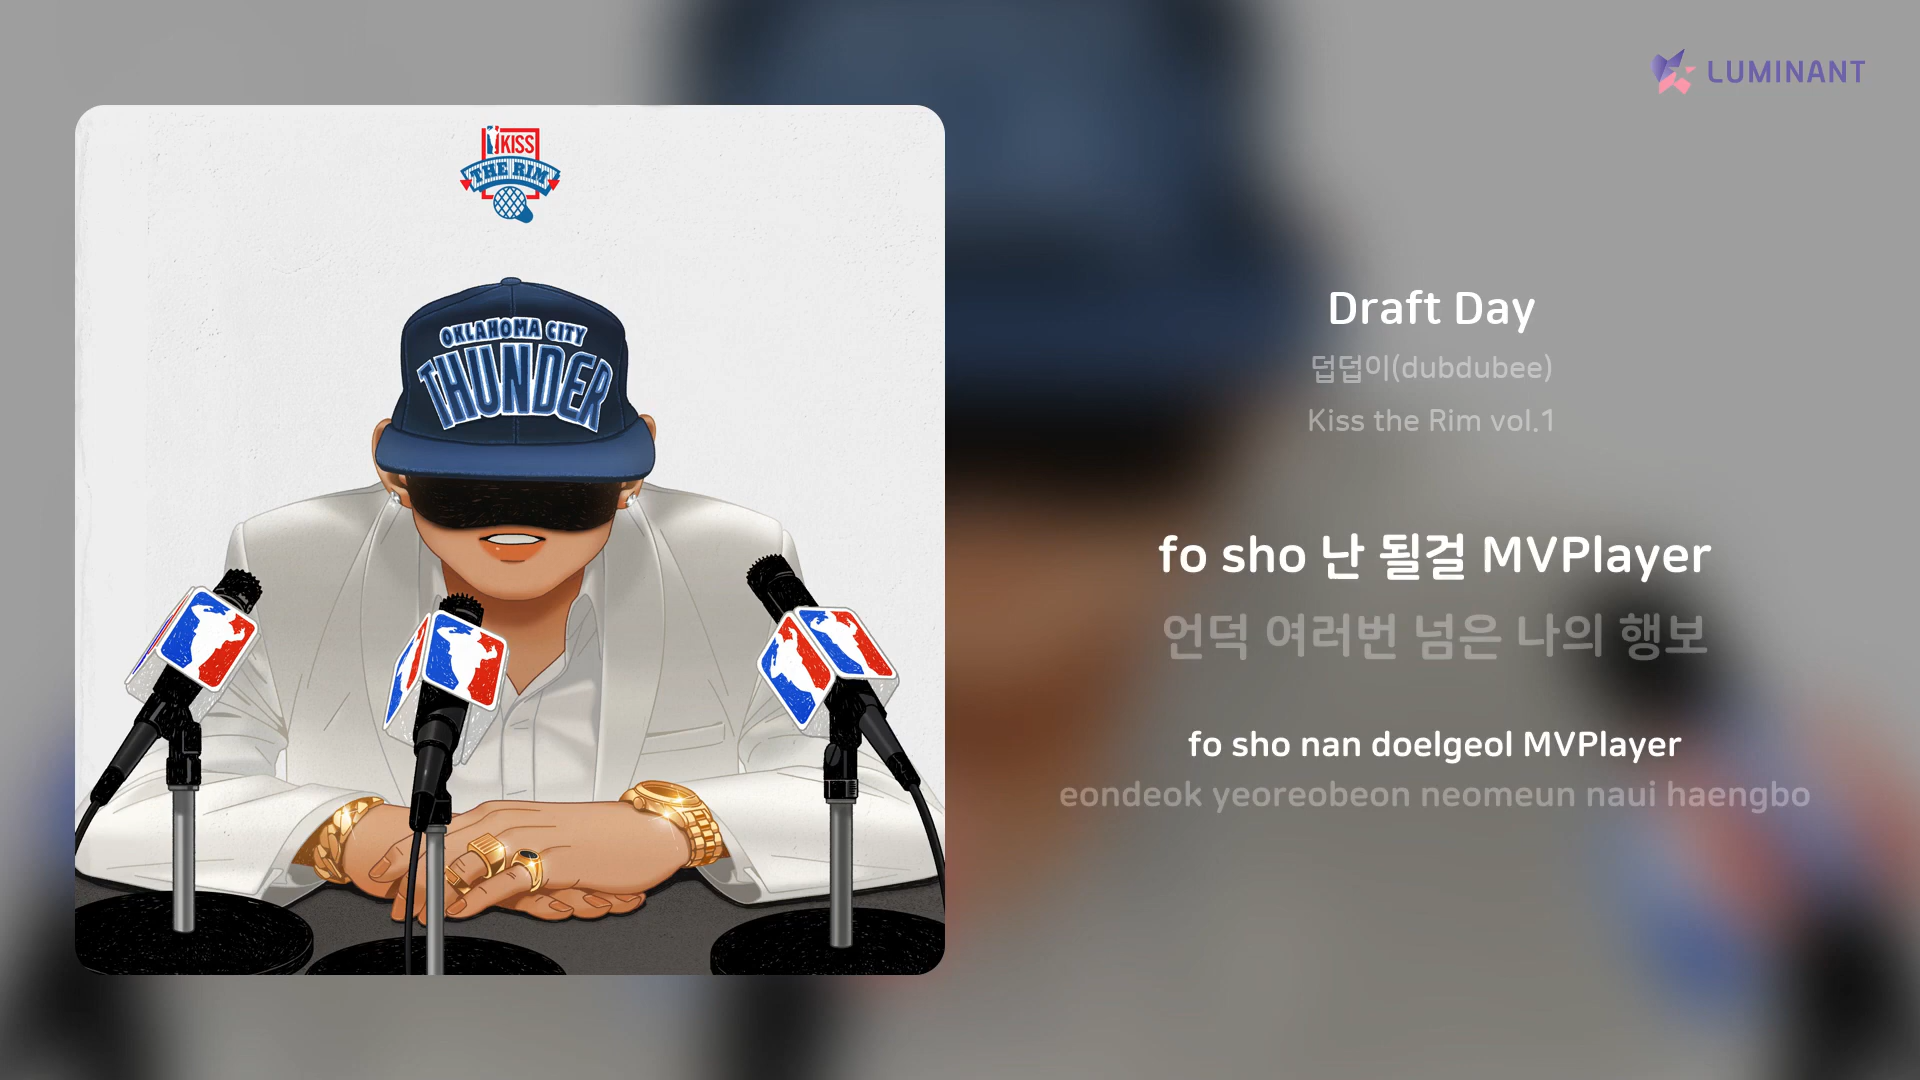 KISS
THE RIM
OKLAHOMA CITY
THUNDER
LUMINANT
Draft Day
덥덥이(dubdubee)
Kiss the Rim vol.1
fo sho 난 될걸 MVPlayer
언덕 여러번 넘은 나의 행보
fo sho nan doelgeol MVPlayer
eondeok yeoreobeon neomeun naui haengbo